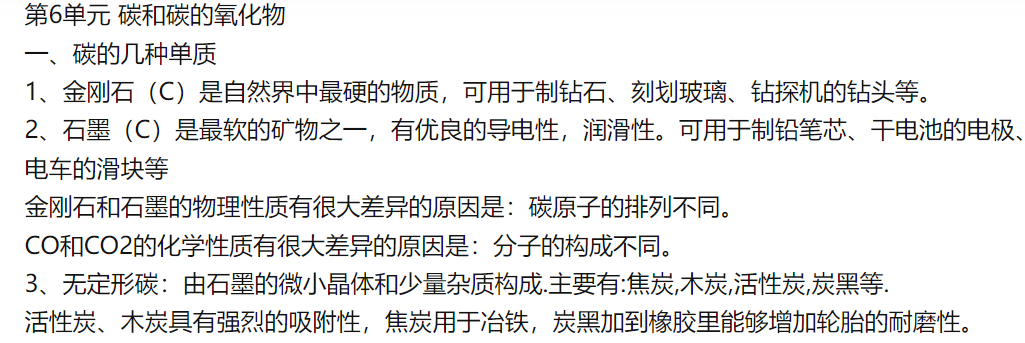 第6单元 碳和碳的氧化物
一、碳的几种单质
1、金刚石（C）是自然界中最硬的物质，可用于制钻石、刻划玻璃、钻探机的钻头等。
2、石墨（C）是最软的矿物之一，有优良的导电性，润滑性。可用于制铅笔芯、干电池的电极、
电车的滑块等
金刚石和石墨的物理性质有很大差异的原因是：碳原子的排列不同。
CO和CO2的化学性质有很大差异的原因是：分子的构成不同。
3、无定形碳：由石墨的微小晶体和少量杂质构成.主要有:焦炭,木炭,活性炭,炭黑等.
活性炭、木炭具有强烈的吸附性，焦炭用于冶铁，炭黑加到橡胶里能够增加轮胎的耐磨性。